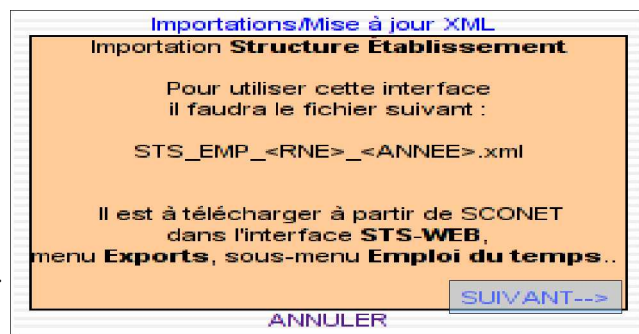 Importations/Mise à jour XML
Importation Structure Établissement
Pour utiliser cette interface
il faudra le fichier suivant :
STS_EMP_<RNE>_<ANNEE>.xml
Il est à télécharger à partir de SCONET
dans l'interface STS-WEB,
menu Exports, sous-menu Emploi du temps..
SUIVANT-->
ANNULER